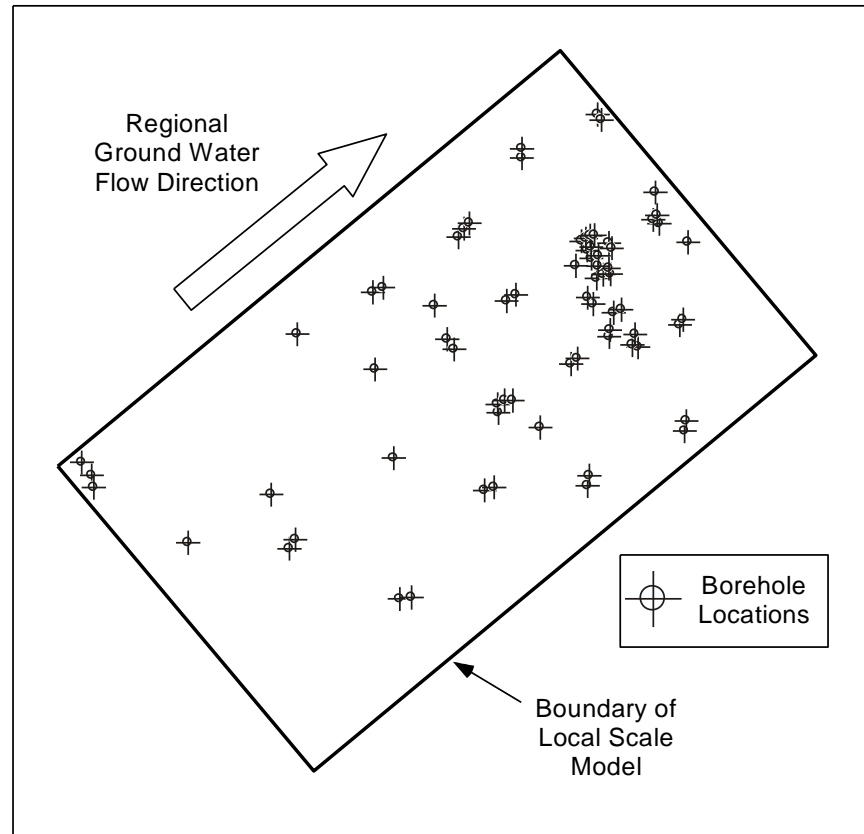 Regional
Ground Water
Flow Direction
Borehole
Locations
Boundary of
Local Scale
Model